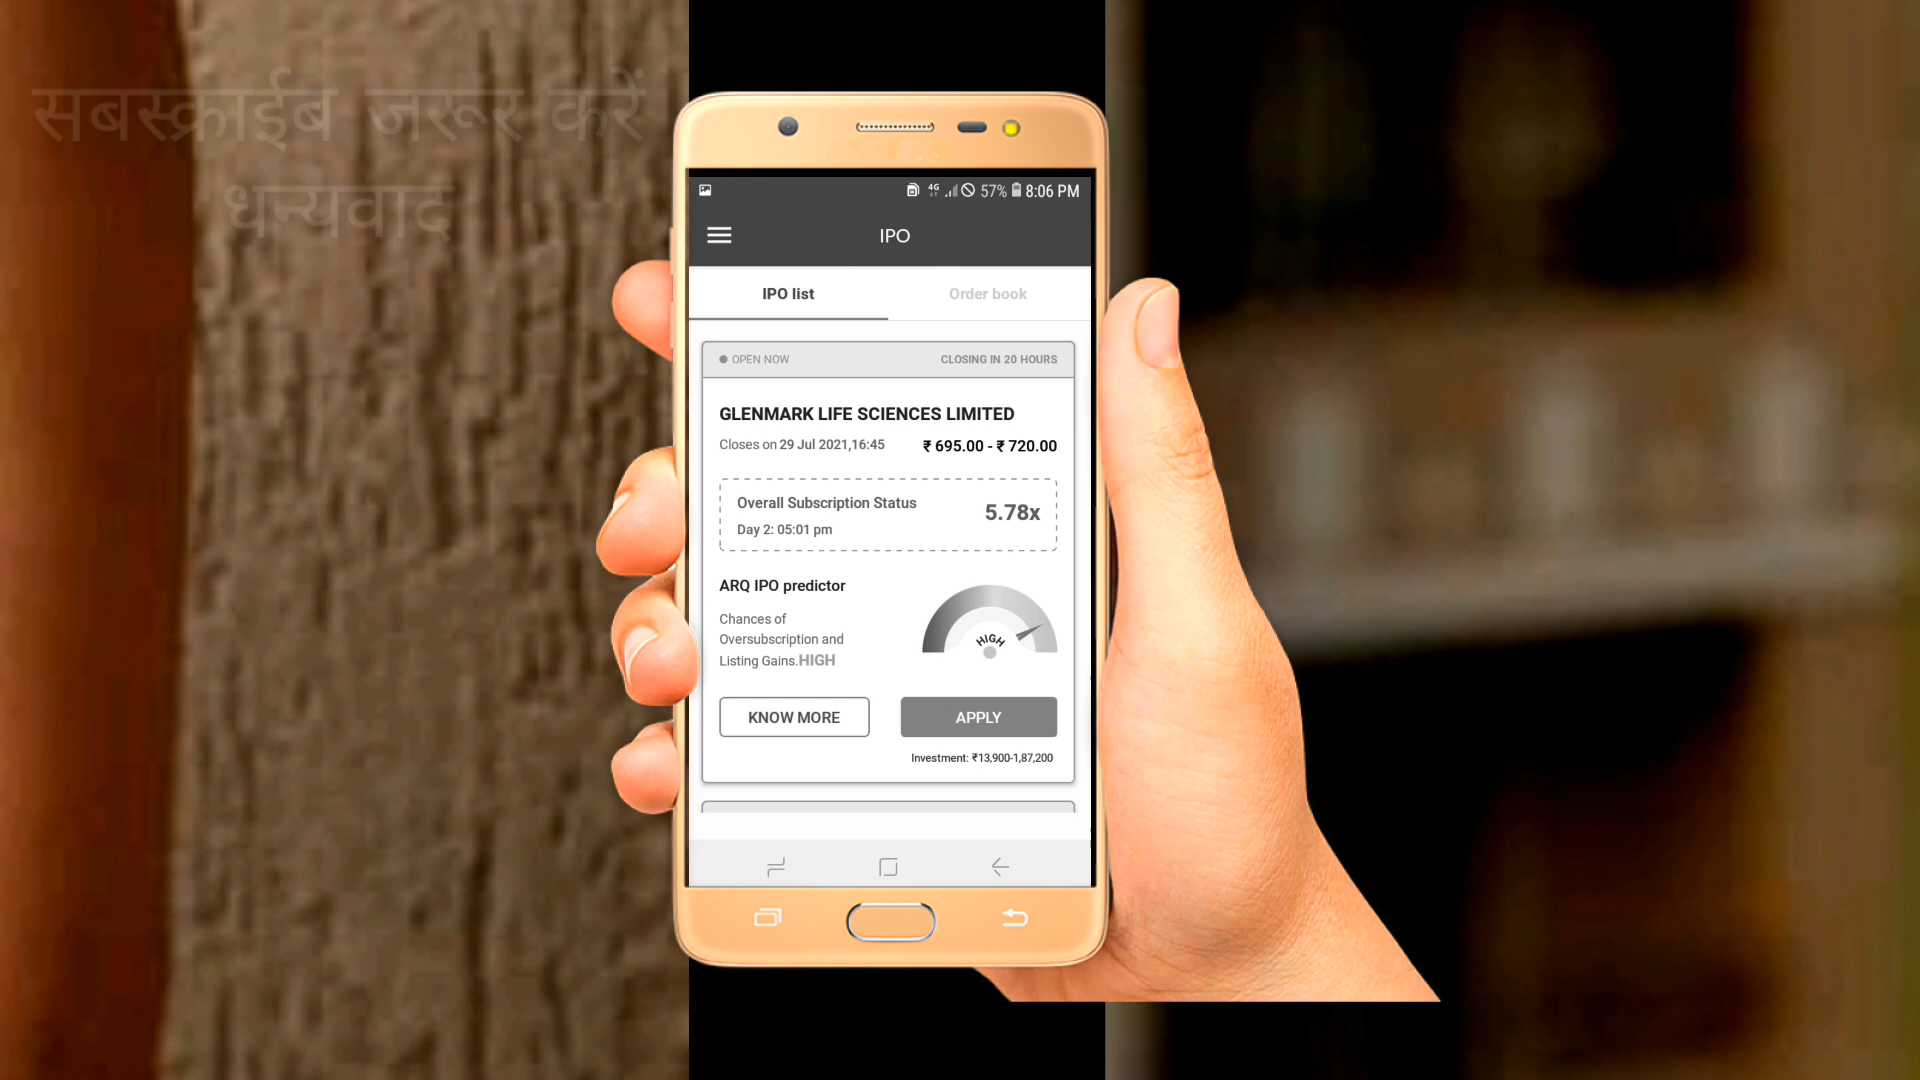 सबस्क्राईब जरूर करें
धन्यवाद
4G 57% 8:06 PM
IPO
IPO list Order book
OPEN NOW CLOSING IN 20 HOURS
GLENMARK LIFE SCIENCES LIMITED
Closes on 29 Jul 2021,16:45 ₹ 695.00 - ₹ 720.00
Overall Subscription Status
5.78x
Day 2: 05:01 pm
ARQ IPO predictor
Chances of
Oversubscription and
Listing Gains.HIGH
HIGH
KNOW MORE APPLY
Investment: ₹13,900-1,87,200